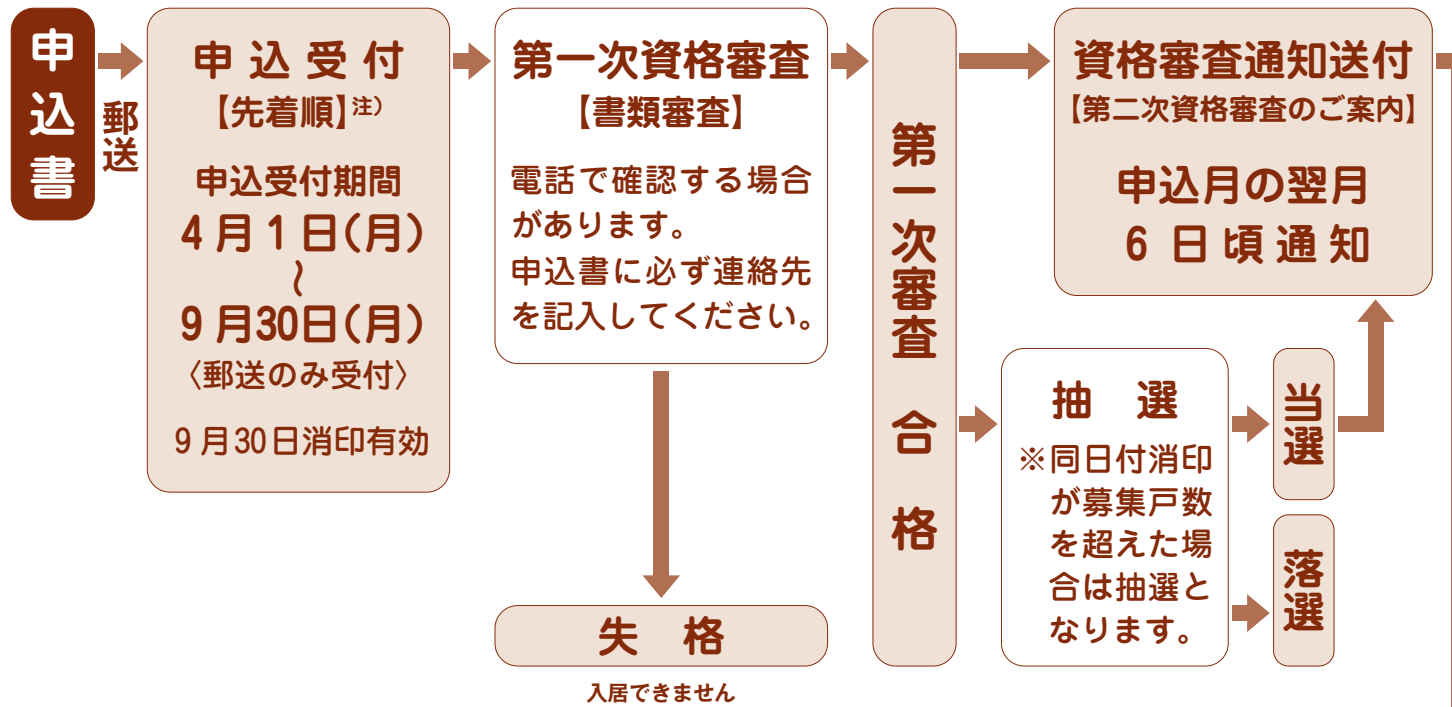 申込書
郵送
申込受付
【先着順】注）
申込受付期間
4月1日(月)
〜
9月30日(月)
〈郵送のみ受付〉
9月30日消印有効
第一次資格審査
【書類審査】
電話で確認する場合
があります。
申込書に必ず連絡先
を記入してください。
失格
入居できません
第一次審査 合格
資格審査通知送付
【第二次資格審査のご案内】
申込月の翌月
6日頃通知
抽選
※同日付消印
が募集戸数
を超えた場
合は抽選と
なります。
当選
落選